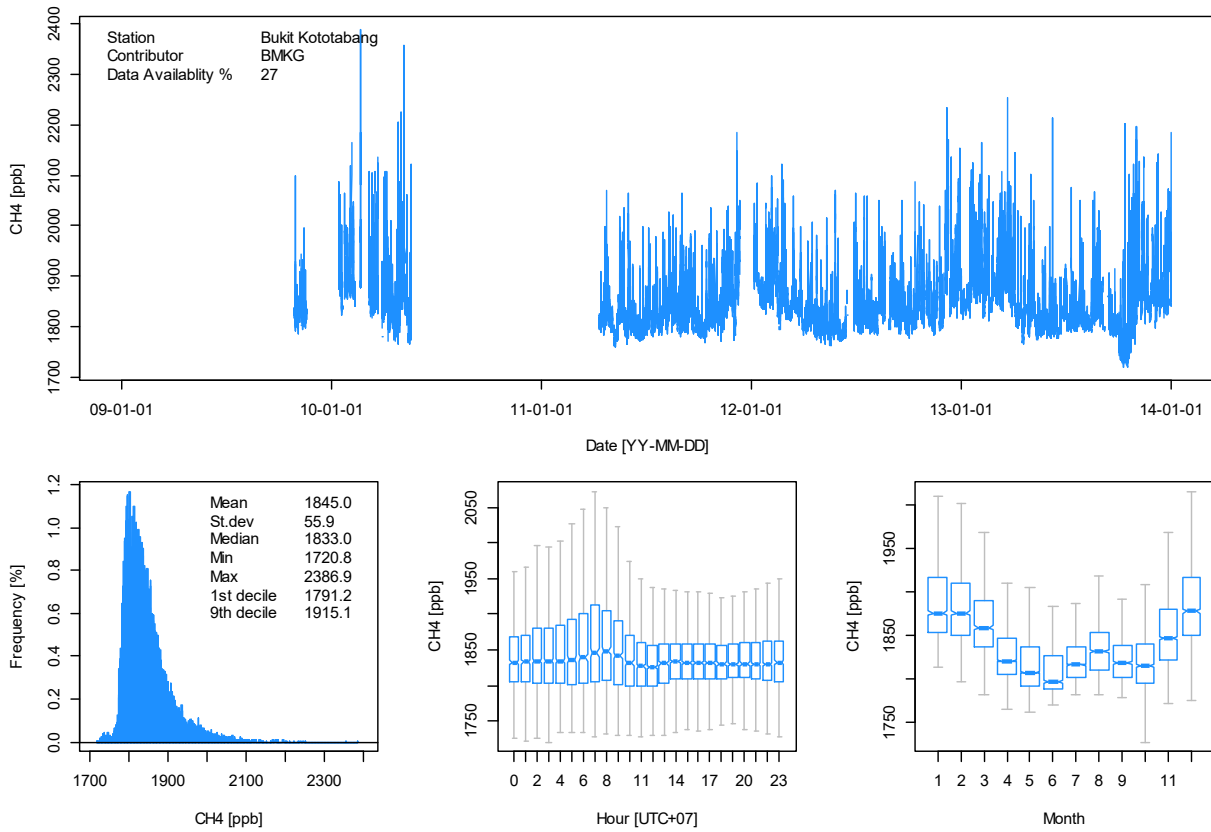 Station Bukit Kototabang
Contributor BMKG
Data Availablity % 27
CH4 [ppb]
2400
2300
2200
2100
2000
1900
1800
1700
09-01-01 10-01-01 11-01-01 12-01-01 13-01-01 14-01-01
Date [YY-MM-DD]
Frequency [%]
1.2
1.0
0.8
0.6
0.4
0.2
0.0
Mean 1845.0
St.dev 55.9
Median 1833.0
Min 1720.8
Max 2386.9
1st decile 1791.2
9th decile 1915.1
1700 1900 2100 2300
CH4 [ppb]
CH4 [ppb]
2050
1950
1850
1750
0 2 4 6 8 11 14 17 20 23
Hour [UTC+07]
CH4 [ppb]
1950
1850
1750
1 2 3 4 5 6 7 8 9 11
Month